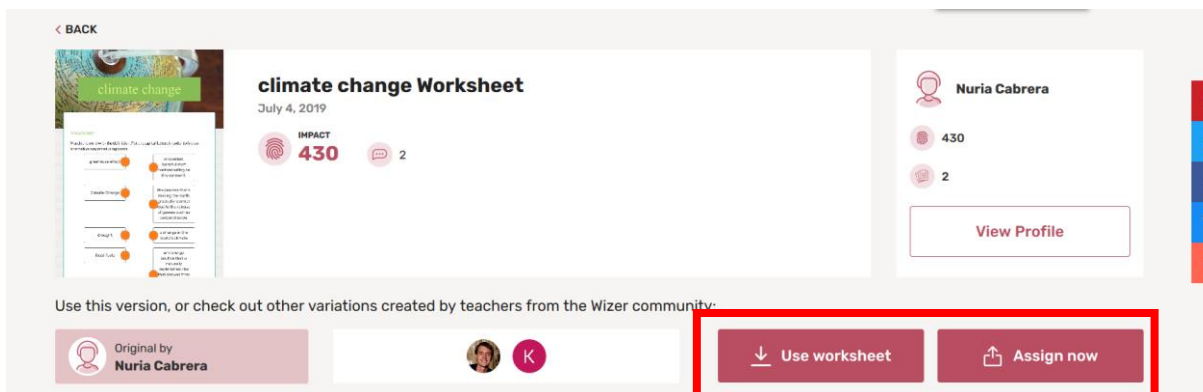 < BACK
climate change
climate change Worksheet
July 4, 2019
IMPACT
430
2
Nuria Cabrera
430
2
View Profile
Use this version, or check out other variations created by teachers from the Wizer community:
Original by
Nuria Cabrera
K
Use worksheet
Assign now